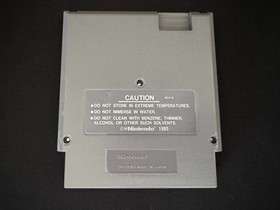 CAUTION
●DO NOT STORE IN EXTREME TEMPERATURES.
●DO NOT IMMERSE IN WATER.
●DO NOT CLEAN WITH BENZENE, THINNER,
ALCOHOL OR OTHER SUCH SOLVENTS.
©Nintendo 1985
Nintendo